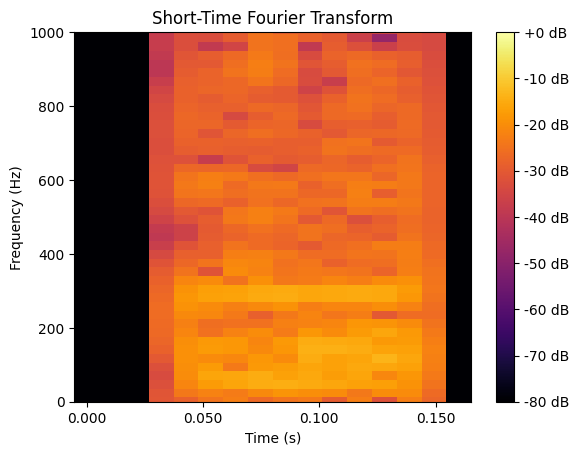 Short-Time Fourier Transform
1000
800
600
400
200
0
Frequency (Hz)
0.000
0.050
0.100
0.150
Time (s)
+0 dB
-10 dB
-20 dB
-30 dB
-40 dB
-50 dB
-60 dB
-70 dB
-80 dB